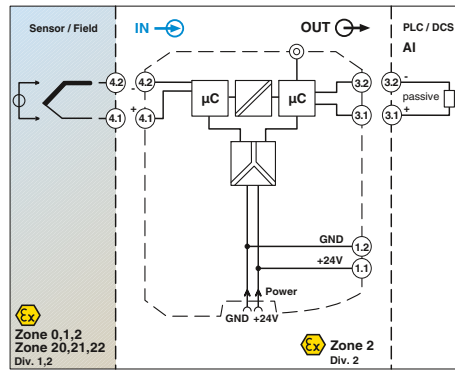 Sensor / Field
IN
OUT
PLC / DCS
AI
4.2
4.2
-
µC
µC
3.2
3.2
-
passive
+
4.1
4.1
3.1
3.1
+
GND
1.2
+24V
1.1
Power
GND +24V
Ex
Zone 0,1,2
Zone 20,21,22
Div. 1,2
Ex
Zone 2
Div. 2